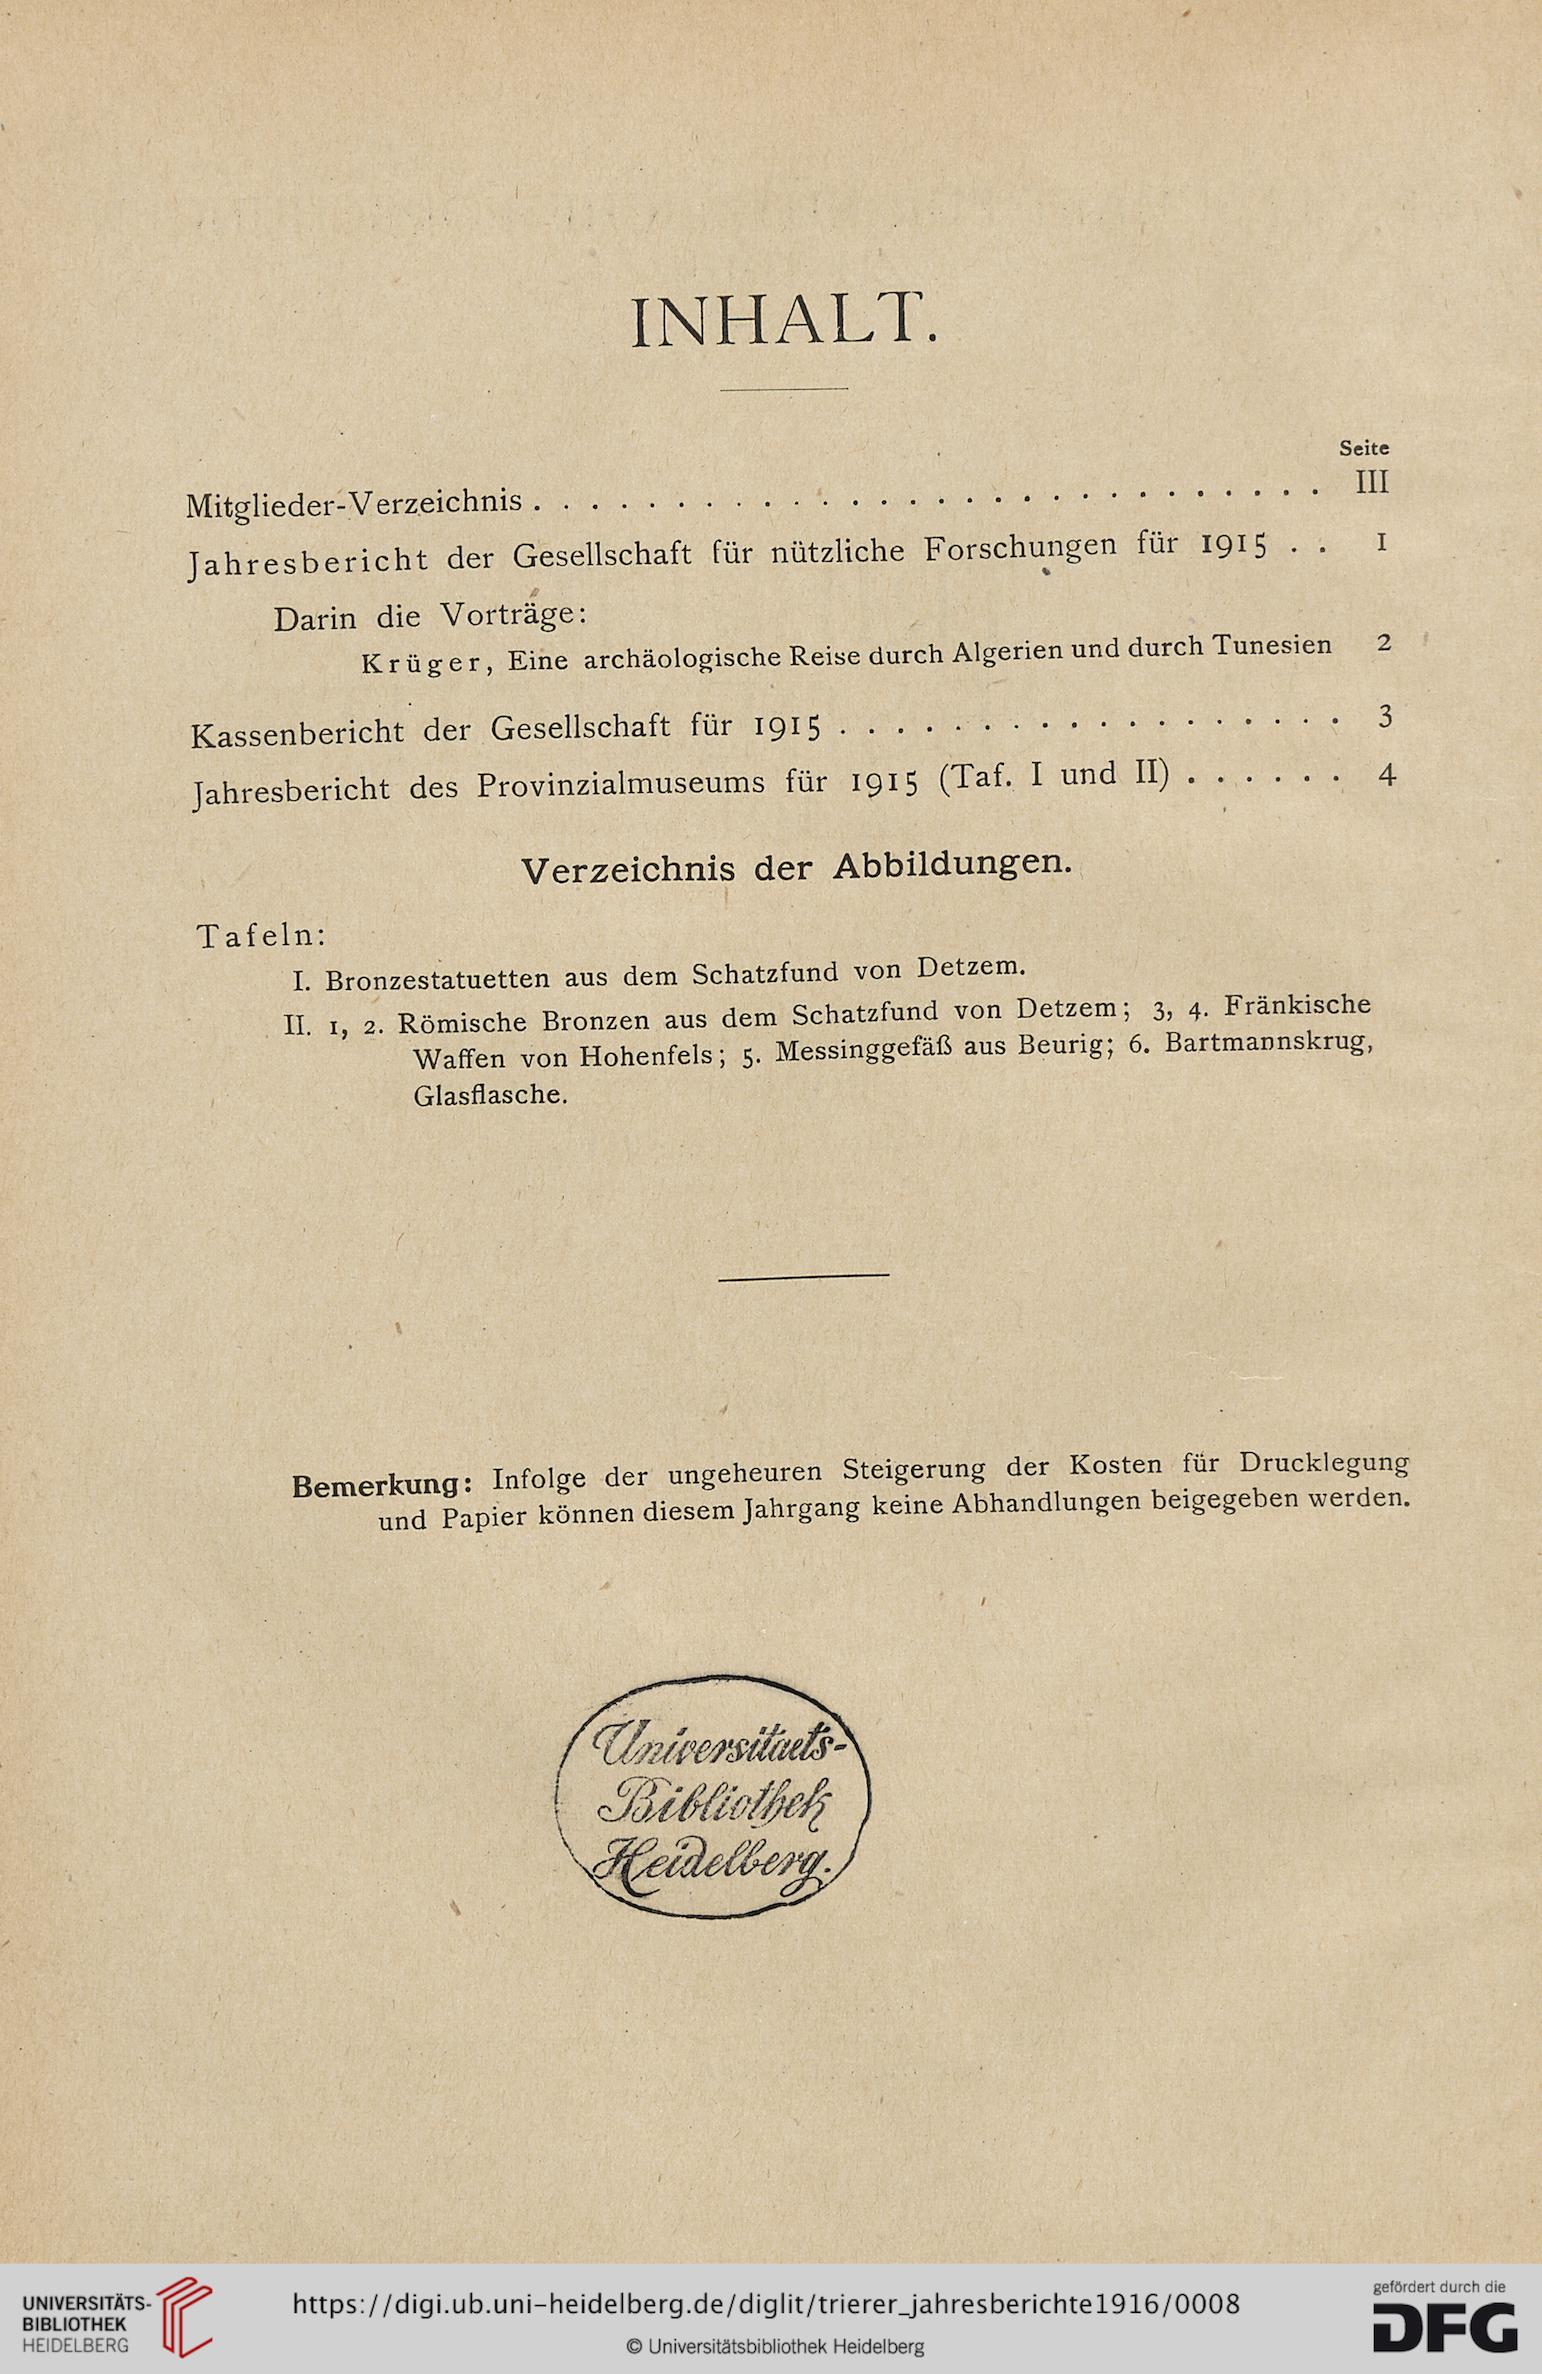 INHALT.
Seite
Mitglieder-Verzeichnis . . . . . . . . . . . . . . . . . . . . . . . . . . . . III
Jahresbericht der Gesellschaft für nützliche Forschungen für 1915 . . 1
Darin die Vorträge:
Krüger, Eine archäologische Reise durch Algerien und durch Tunesien 2
Kassenbericht der Gesellschaft für 1915 . . . . . . . . . . . . . . . . . . 3
Jahresbericht des Provinzialmuseums für 1915 (Taf. I und II) . . . . . . 4
Verzeichnis der Abbildungen.
Tafeln:
I. Bronzestatuetten aus dem Schatzfund von Detzem.
II. 1, 2. Römische Bronzen aus dem Schatzfund von Detzem; 3, 4. Fränkische
Waffen von Hohenfels; 5. Messinggefäß aus Beurig; 6. Bartmannskrug,
Glasflasche.
Bemerkung: Infolge der ungeheuren Steigerung der Kosten für Drucklegung
und Papier können diesem Jahrgang keine Abhandlungen beigegeben werden.
Universitaets-
Bibliothek
Heidelberg.
UNIVERSITÄTS-
BIBLIOTHEK
HEIDELBERG
https://digi.ub.uni-heidelberg.de/diglit/trierer_jahresberichte1916/0008
© Universitätsbibliothek Heidelberg
gefördert durch die
DFG